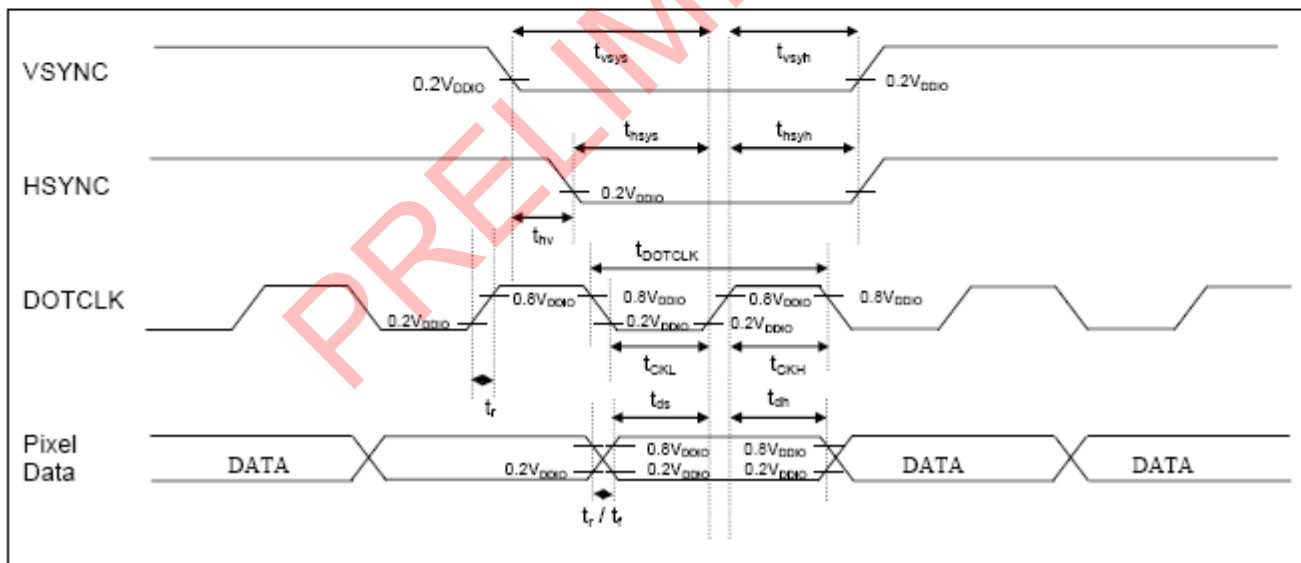 PRELIM
t_vsys t_vsyh
VSYNC
0.2V_DDIO 0.2V_DDIO
t_hsys t_hsyh
HSYNC
0.2V_DDIO
t_hv
t_DOTCLK
DOTCLK
0.2V_DDIO 0.8V_DDIO 0.8V_DDIO 0.2V_DDIO 0.8V_DDIO 0.2V_DDIO 0.8V_DDIO
t_CKL t_CKH
t_r
t_ds t_dh
Pixel
Data
DATA 0.2V_DDIO 0.8V_DDIO 0.2V_DDIO 0.8V_DDIO 0.2V_DDIO DATA DATA
t_r / t_f